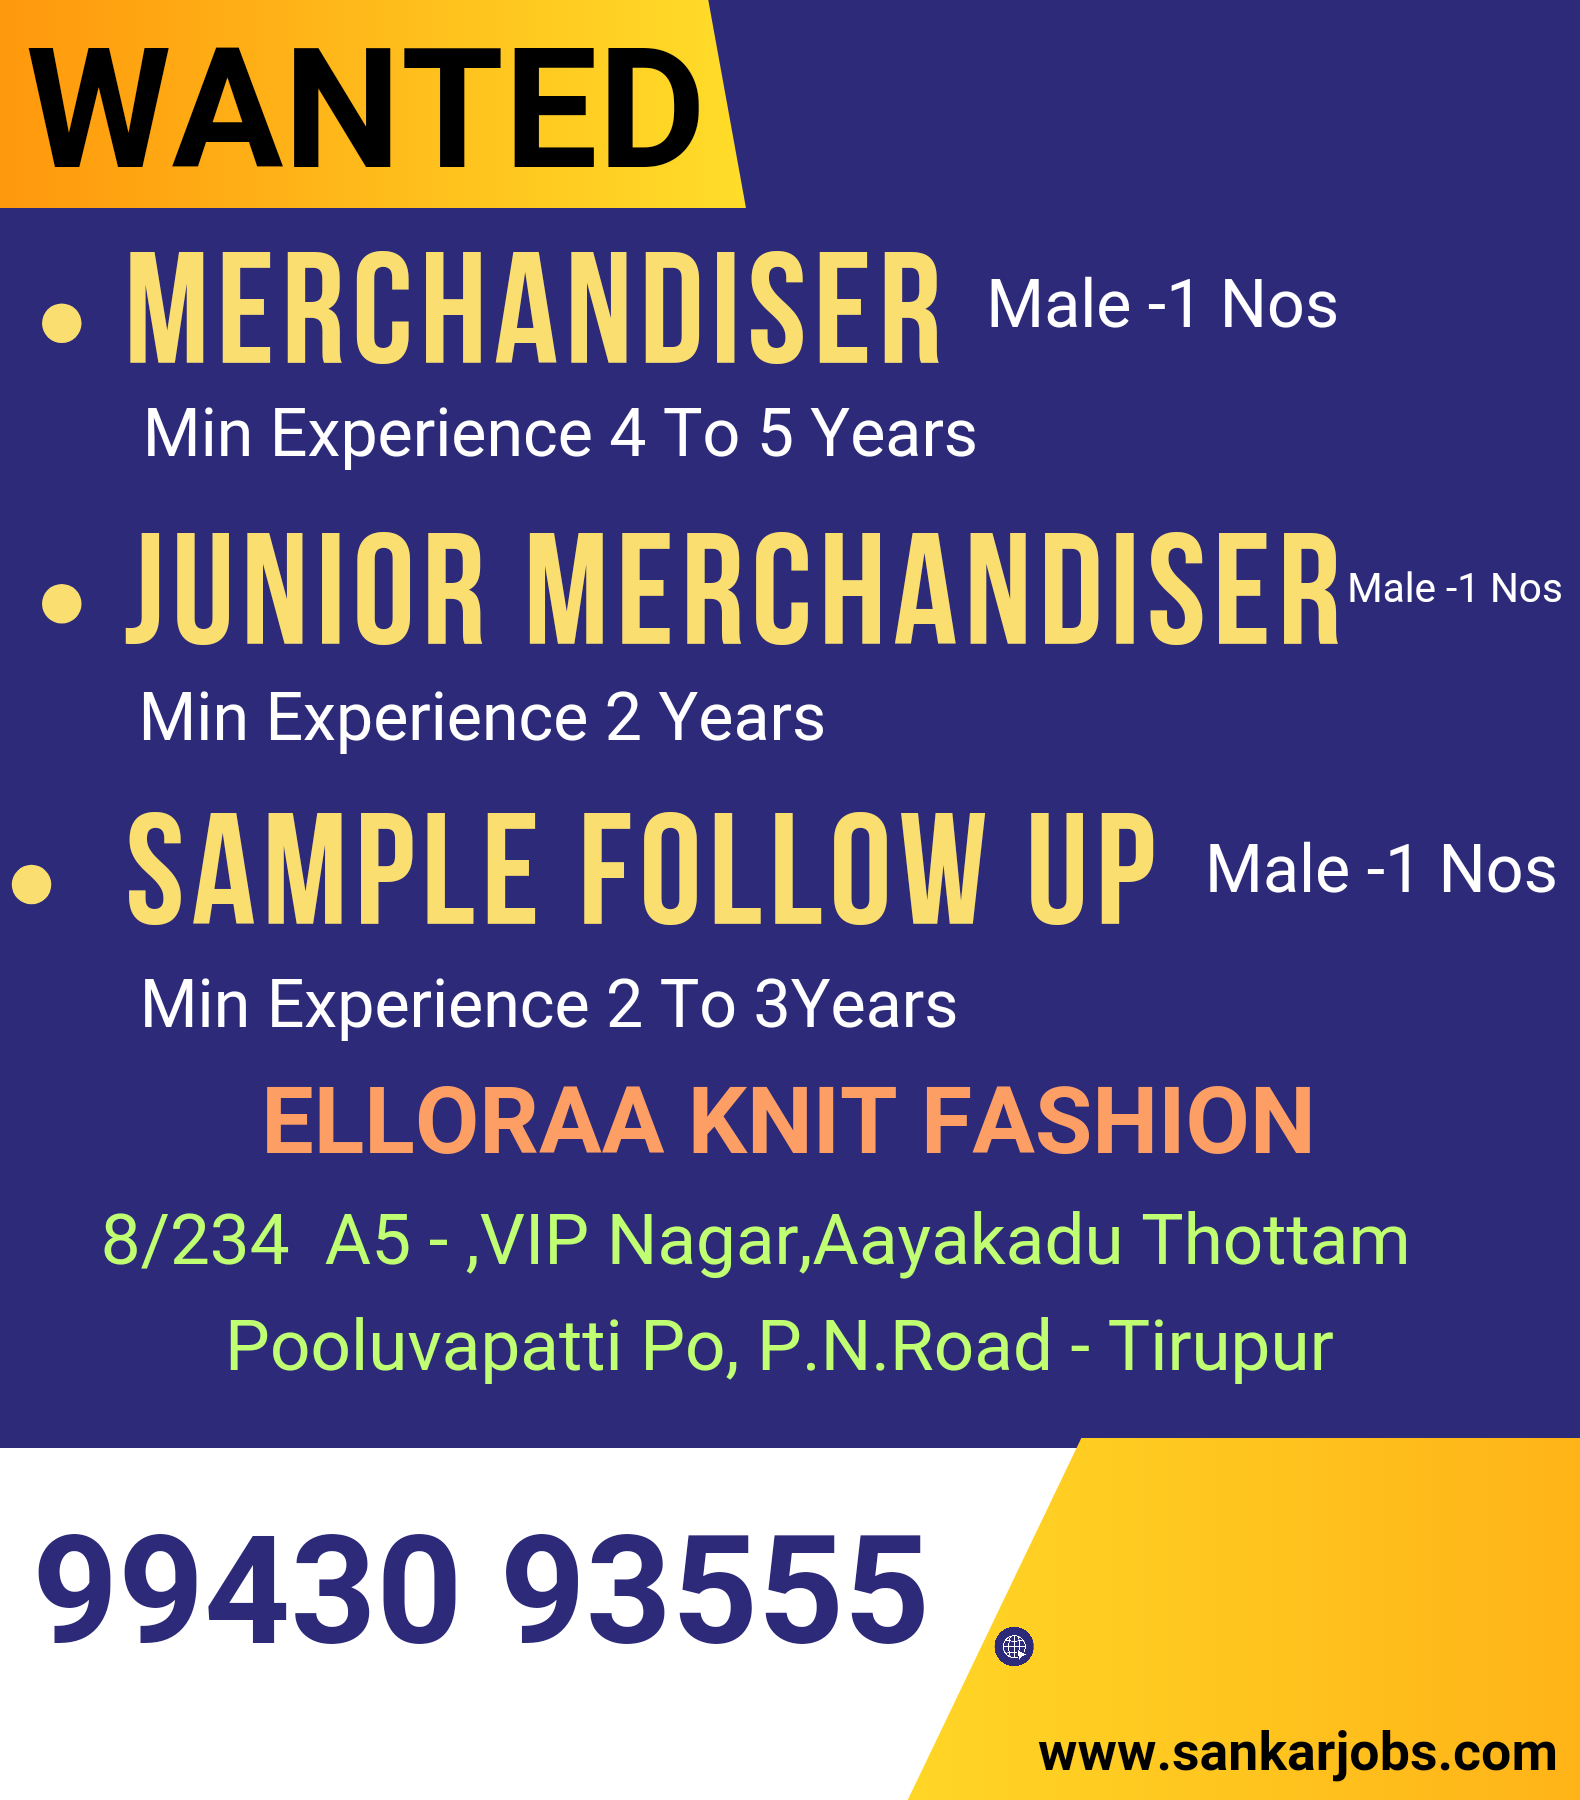 WANTED
• MERCHANDISER Male -1 Nos
Min Experience 4 To 5 Years
• JUNIOR MERCHANDISER Male -1 Nos
Min Experience 2 Years
• SAMPLE FOLLOW UP Male -1 Nos
Min Experience 2 To 3Years
ELLORAA KNIT FASHION
8/234 A5 - ,VIP Nagar,Aayakadu Thottam
Pooluvapatti Po, P.N.Road - Tirupur
99430 93555
www.sankarjobs.com